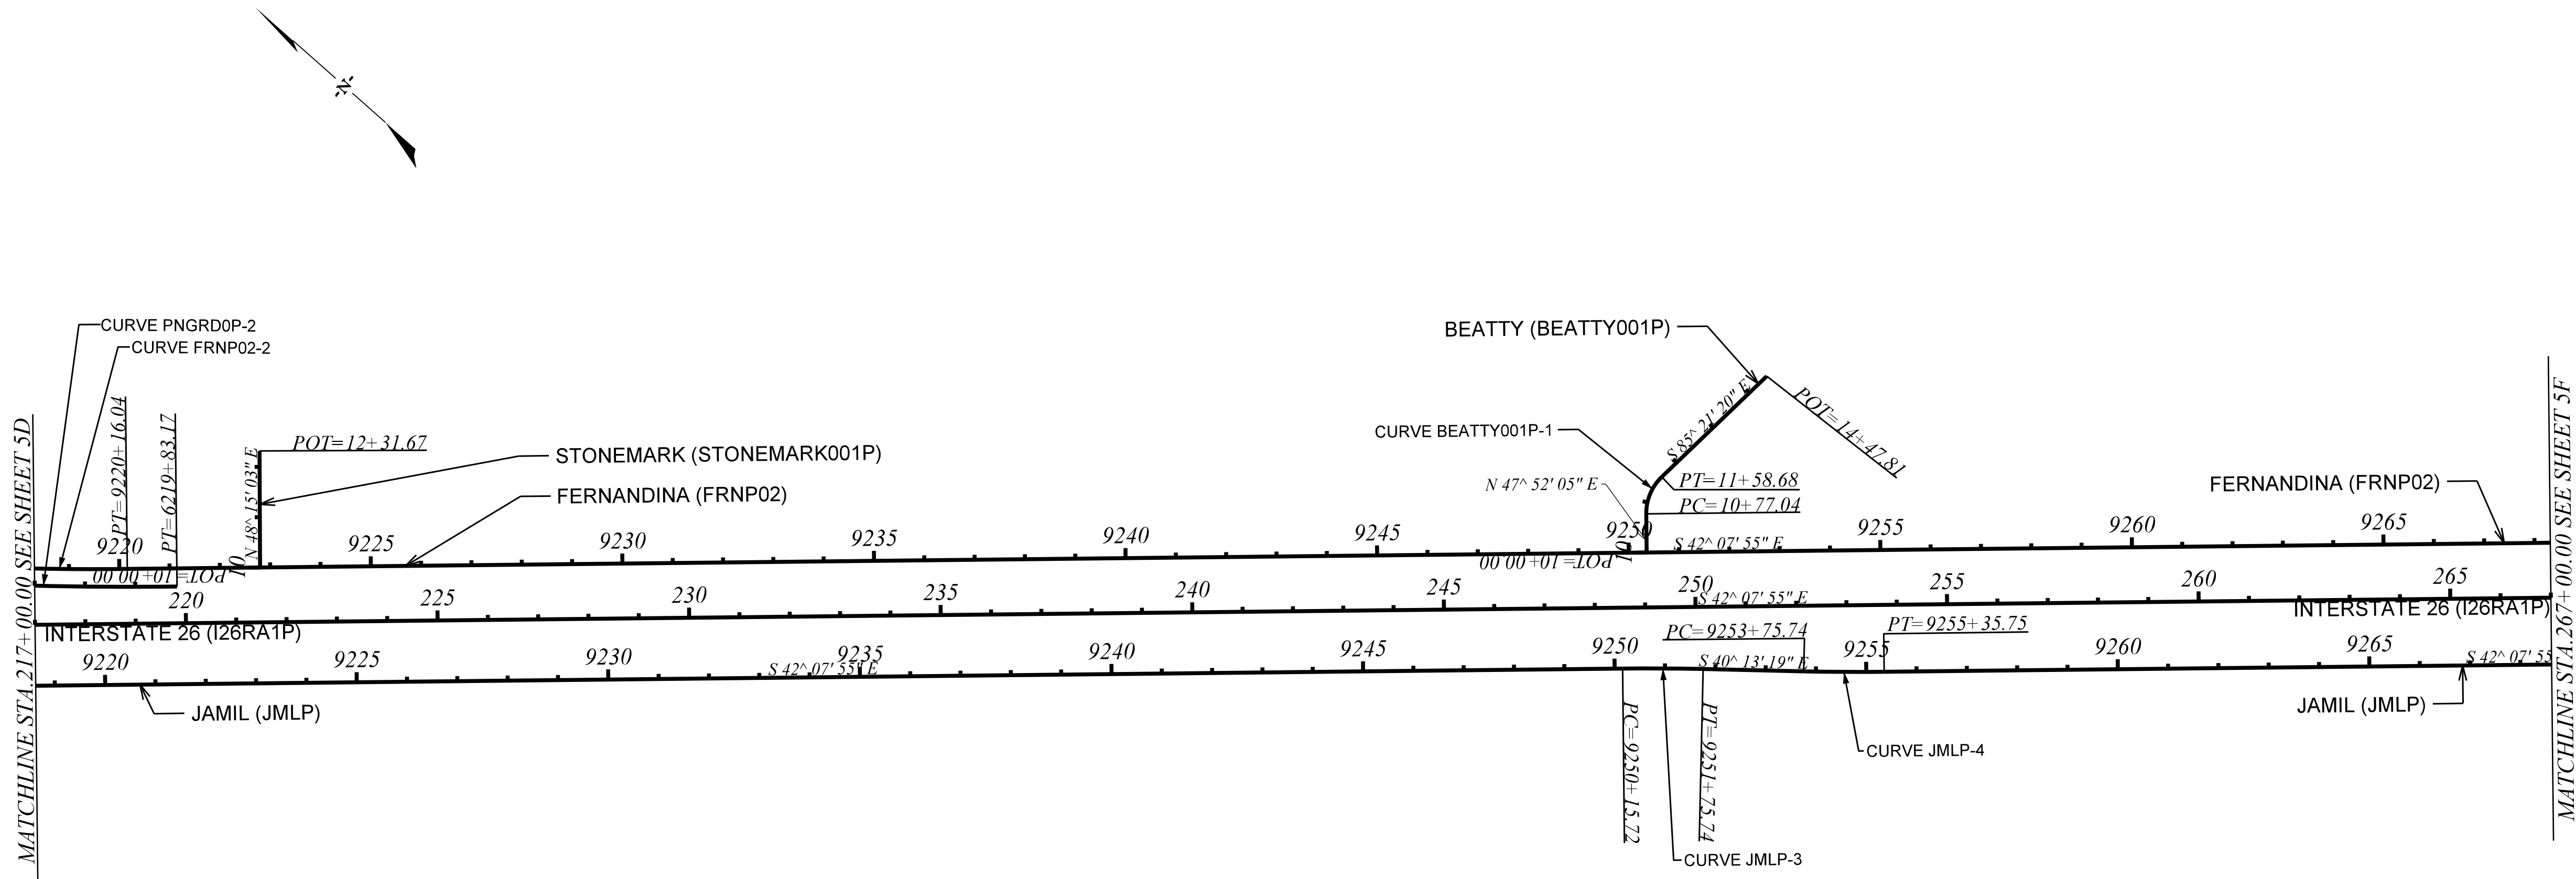 -N-
CURVE PNGRD0P-2
CURVE FRNP02-2
BEATTY (BEATTY001P)
MATCHLINE STA.217+00.00 SEE SHEET 5D
PT=9220+16.04
PT=6219+83.17
N 48^ 15' 03" E
POT=12+31.67
STONEMARK (STONEMARK001P)
FERNANDINA (FRNP02)
CURVE BEATTY001P-1
S 85^ 21' 20" E
POT=14+47.81
N 47^ 52' 05" E
PT=11+58.68
PC=10+77.04
FERNANDINA (FRNP02)
MATCHLINE STA.267+00.00 SEE SHEET 5F
9220
9225
9230
9235
9240
9245
9250
9255
9260
9265
10
POT=10+00.00
10
POT=10+00.00
S 42^ 07' 55" E
220
225
230
235
240
245
250
255
260
265
S 42^ 07' 55" E
INTERSTATE 26 (I26RA1P)
INTERSTATE 26 (I26RA1P)
PC=9253+75.74
PT=9255+35.75
9220
9225
9230
9235
9240
9245
9250
9255
9260
9265
S 42^ 07' 55" E
S 40^ 13' 19" E
S 42^ 07' 55
JAMIL (JMLP)
JAMIL (JMLP)
PC=9250+15.72
PT=9251+75.74
CURVE JMLP-4
CURVE JMLP-3